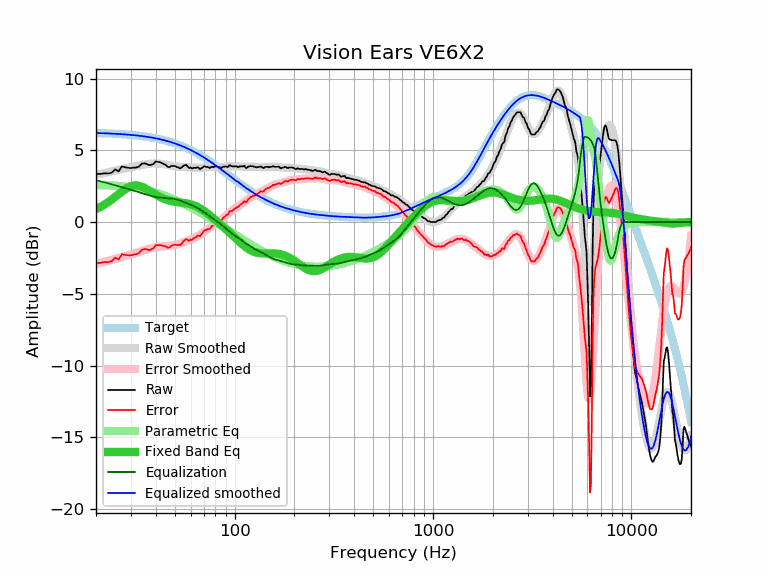 Vision Ears VE6X2
10
5
0
−5
−10
−15
−20
Amplitude (dBr)
Target
Raw Smoothed
Error Smoothed
Raw
Error
Parametric Eq
Fixed Band Eq
Equalization
Equalized smoothed
100
1000
10000
Frequency (Hz)